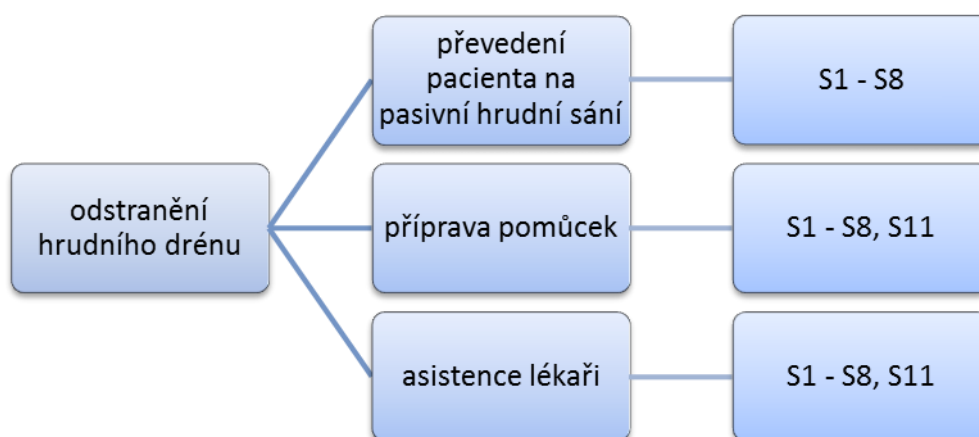 odstranění
hrudního drénu
převedení
pacienta na
pasivní hrudní sání
S1 - S8
příprava pomůcek
S1 - S8, S11
asistence lékaři
S1 - S8, S11